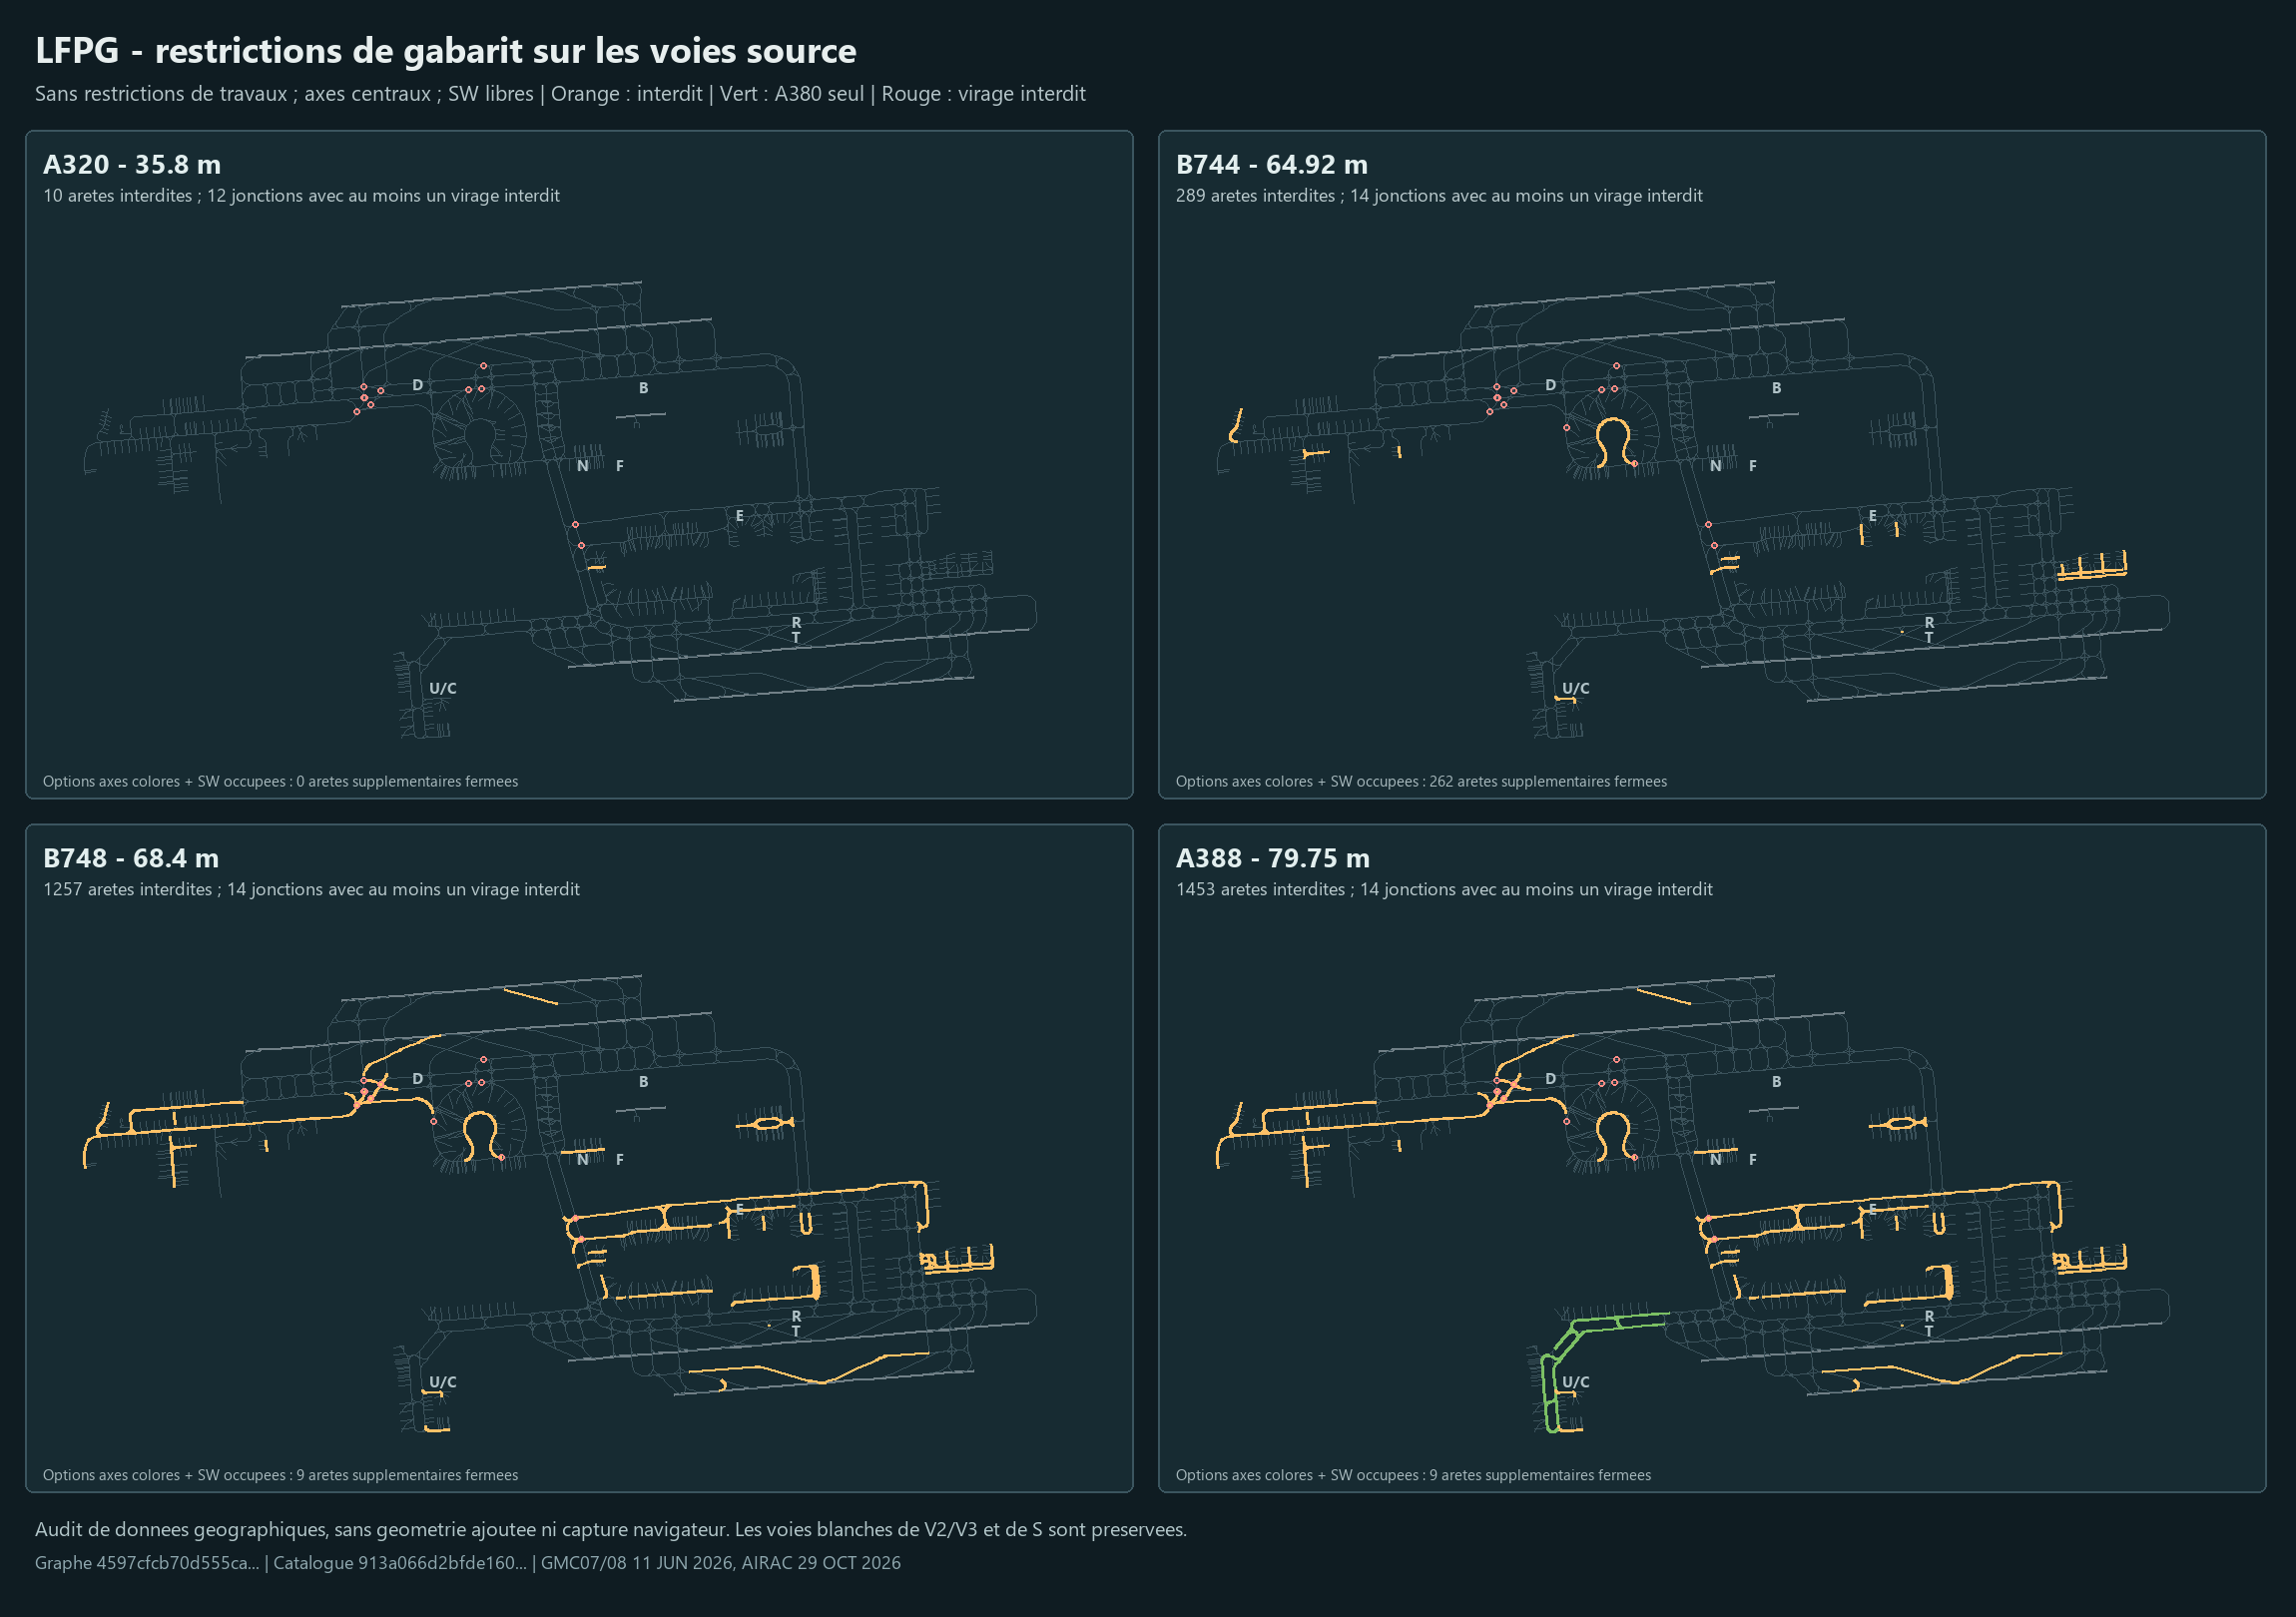 LFPG - restrictions de gabarit sur les voies source
Sans restrictions de travaux ; axes centraux ; SW libres | Orange : interdit | Vert : A380 seul | Rouge : virage interdit
A320 - 35.8 m
10 aretes interdites ; 12 jonctions avec au moins un virage interdit
D
B
N F
E
R
T
U/C
Options axes colores + SW occupees : 0 aretes supplementaires fermees
B744 - 64.92 m
289 aretes interdites ; 14 jonctions avec au moins un virage interdit
D
B
N F
E
R
T
U/C
Options axes colores + SW occupees : 262 aretes supplementaires fermees
B748 - 68.4 m
1257 aretes interdites ; 14 jonctions avec au moins un virage interdit
D
B
N F
E
R
T
U/C
Options axes colores + SW occupees : 9 aretes supplementaires fermees
A388 - 79.75 m
1453 aretes interdites ; 14 jonctions avec au moins un virage interdit
D
B
N F
E
R
T
U/C
Options axes colores + SW occupees : 9 aretes supplementaires fermees
Audit de donnees geographiques, sans geometrie ajoutee ni capture navigateur. Les voies blanches de V2/V3 et de S sont preservees.
Graphe 4597cfcb70d555ca... | Catalogue 913a066d2bfde160... | GMC07/08 11 JUN 2026, AIRAC 29 OCT 2026